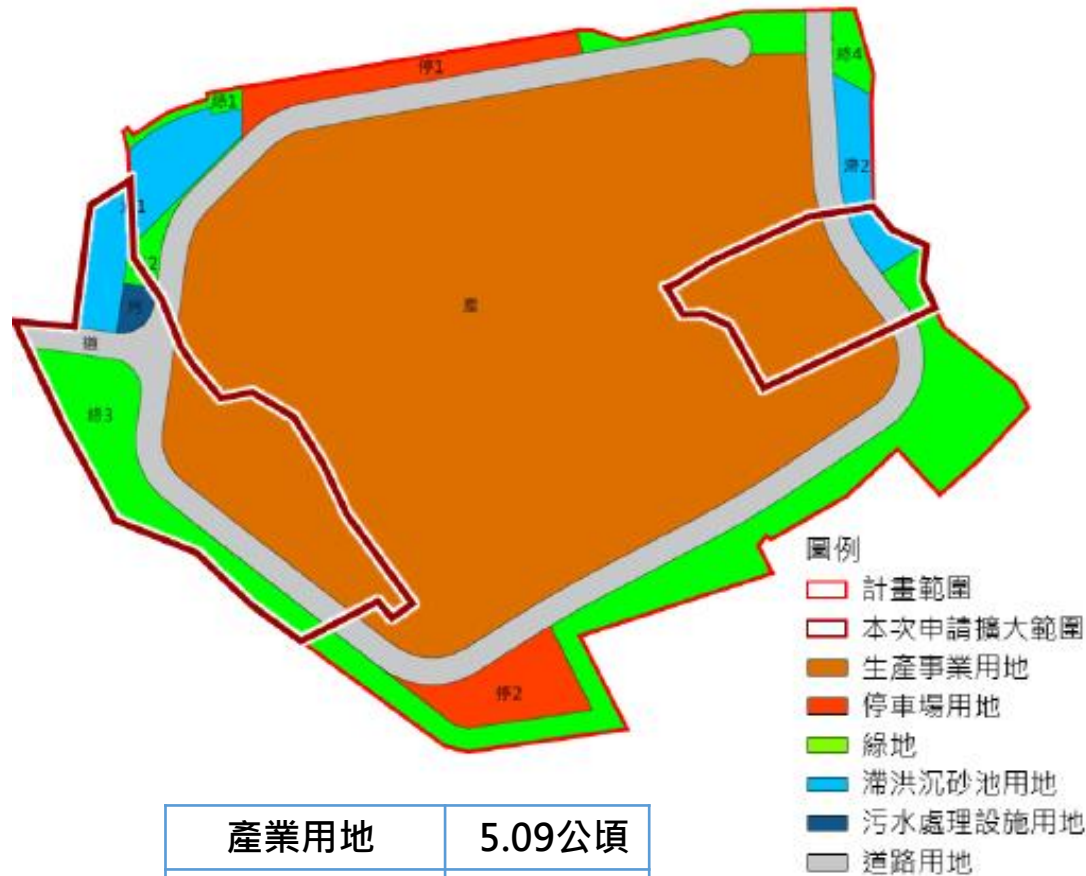 停1
綠4
綠1
滯2
產
污
道
綠3
停2
圖例
計畫範圍
本次申請擴大範圍
生產事業用地
停車場用地
綠地
滯洪沉砂池用地
污水處理設施用地
道路用地
產業用地 5.09公頃